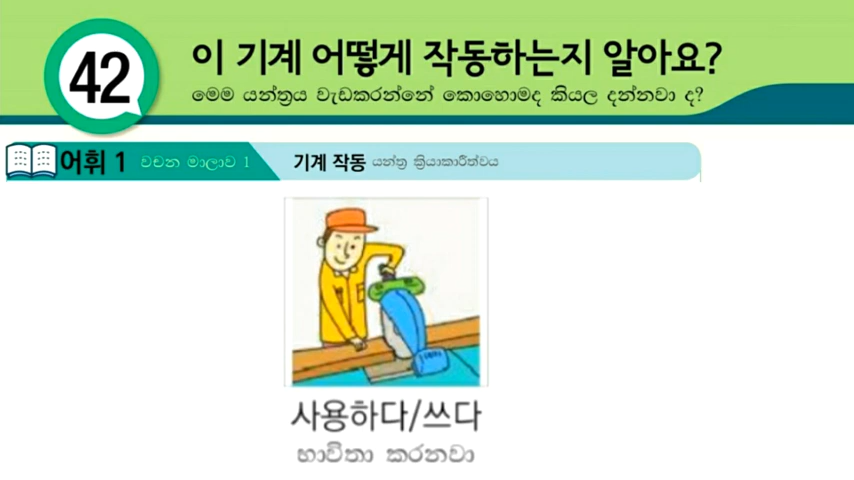 42
이 기계 어떻게 작동하는지 알아요?
මෙම යන්ත්‍රය වැඩකරන්නේ කොහොමද කියල දන්නවා ද?
어휘 1 වචන මාලාව 1 기계 작동 යන්ත්‍ර ක්‍රියාකාරීත්වය
사용하다/쓰다
භාවිතා කරනවා